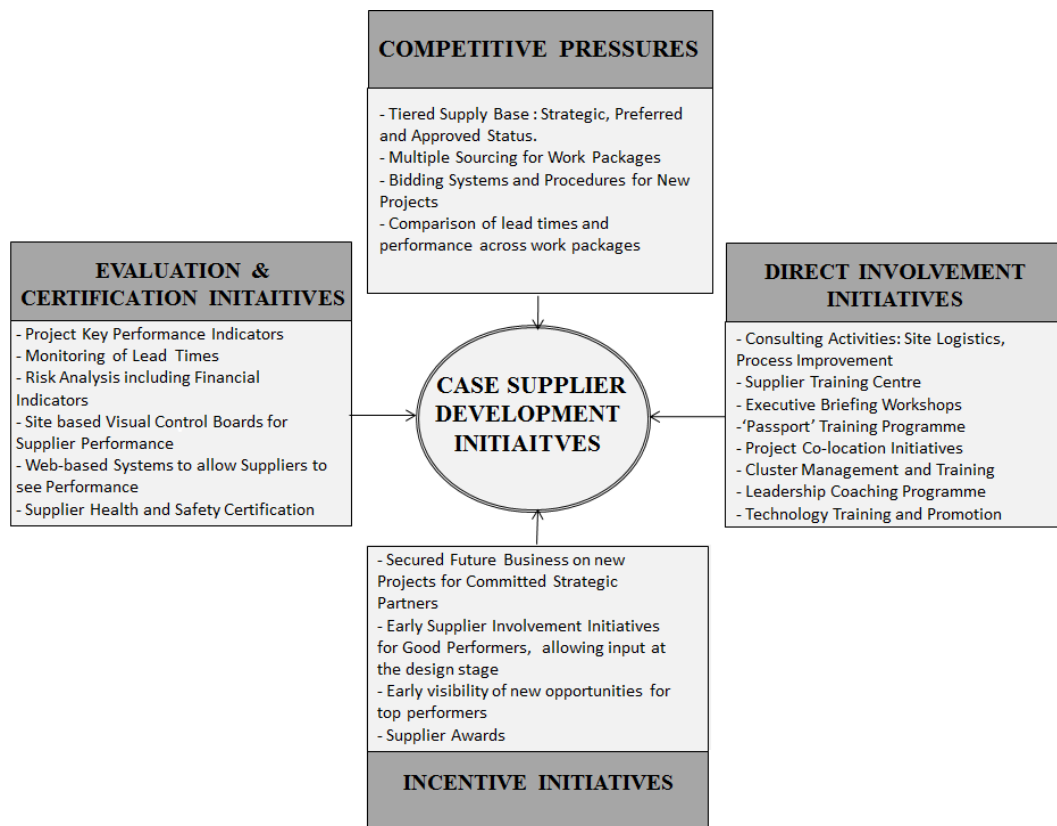 COMPETITIVE PRESSURES
- Tiered Supply Base : Strategic, Preferred
and Approved Status.
- Multiple Sourcing for Work Packages
- Bidding Systems and Procedures for New
Projects
- Comparison of lead times and
performance across work packages
EVALUATION &
CERTIFICATION INITAITIVES
- Project Key Performance Indicators
- Monitoring of Lead Times
- Risk Analysis including Financial
Indicators
- Site based Visual Control Boards for
Supplier Performance
- Web-based Systems to allow Suppliers to
see Performance
- Supplier Health and Safety Certification
CASE SUPPLIER
DEVELOPMENT
INITIAITVES
DIRECT INVOLVEMENT
INITIATIVES
- Consulting Activities: Site Logistics,
Process Improvement
- Supplier Training Centre
- Executive Briefing Workshops
-‘Passport’ Training Programme
- Project Co-location Initiatives
- Cluster Management and Training
- Leadership Coaching Programme
- Technology Training and Promotion
- Secured Future Business on new
Projects for Committed Strategic
Partners
- Early Supplier Involvement Initiatives
for Good Performers, allowing input at
the design stage
- Early visibility of new opportunities for
top performers
- Supplier Awards
INCENTIVE INITIATIVES